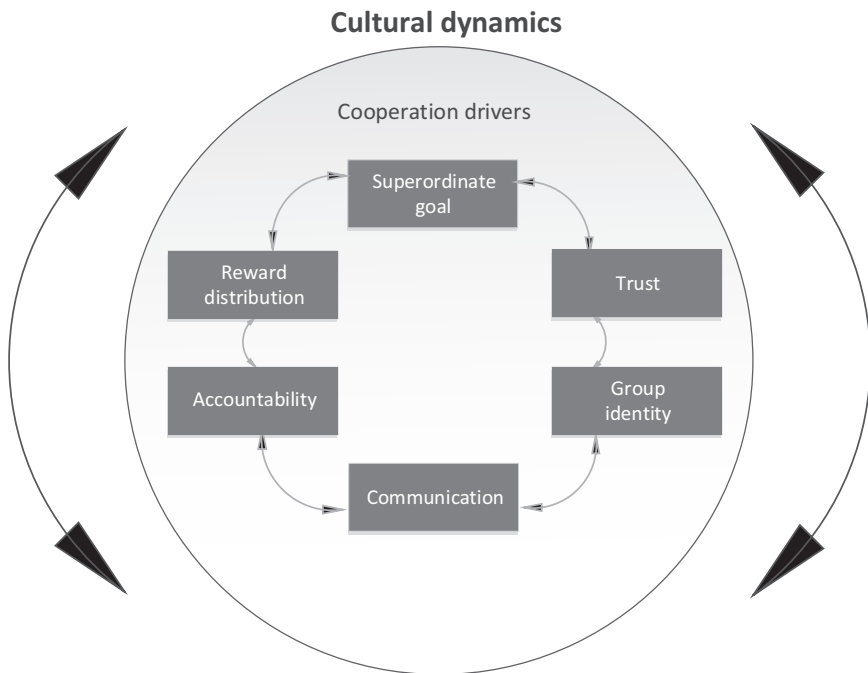 Cultural dynamics
Cooperation drivers
Superordinate
goal
Reward
distribution
Trust
Accountability
Group
identity
Communication